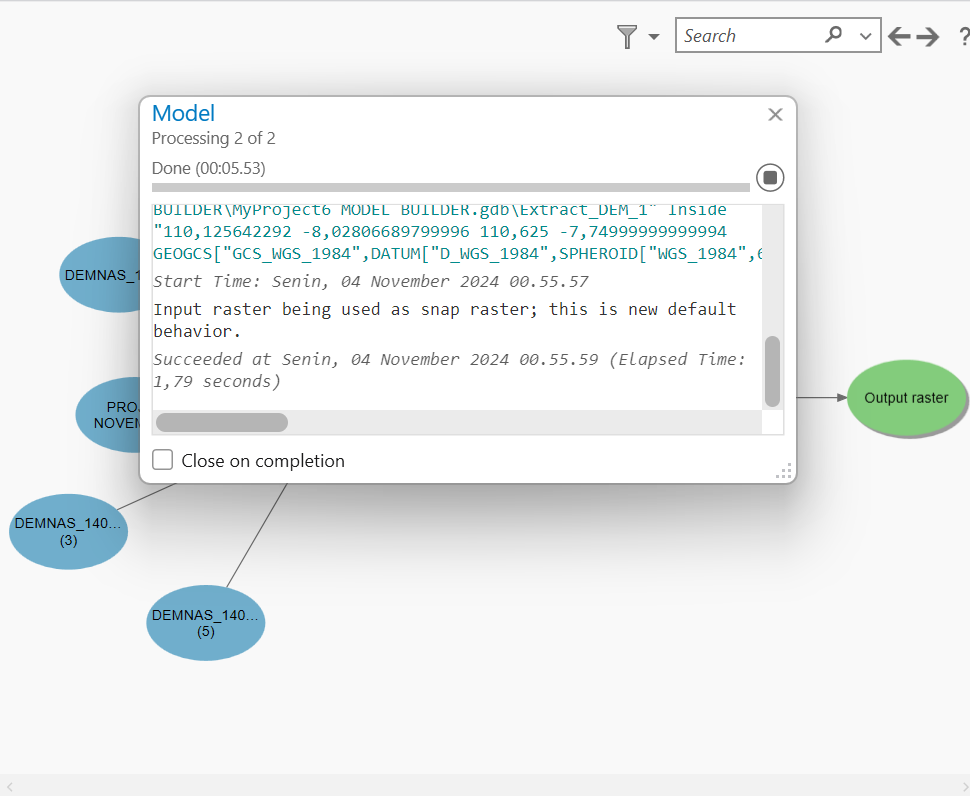 Search
?
Model
Processing 2 of 2
Done (00:05.53)
BUILDER\MyProject6 MODEL BUILDER.gdb\Extract_DEM_1" Inside
"110,125642292 -8,02806689799996 110,625 -7,74999999999994
GEOGCS["GCS_WGS_1984",DATUM["D_WGS_1984",SPHEROID["WGS_1984",6
Start Time: Senin, 04 November 2024 00.55.57
Input raster being used as snap raster; this is new default
behavior.
Succeeded at Senin, 04 November 2024 00.55.59 (Elapsed Time:
1,79 seconds)
Close on completion
DEMNAS_1
PROJ
NOVEM
Output raster
DEMNAS_140...
(3)
DEMNAS_140...
(5)